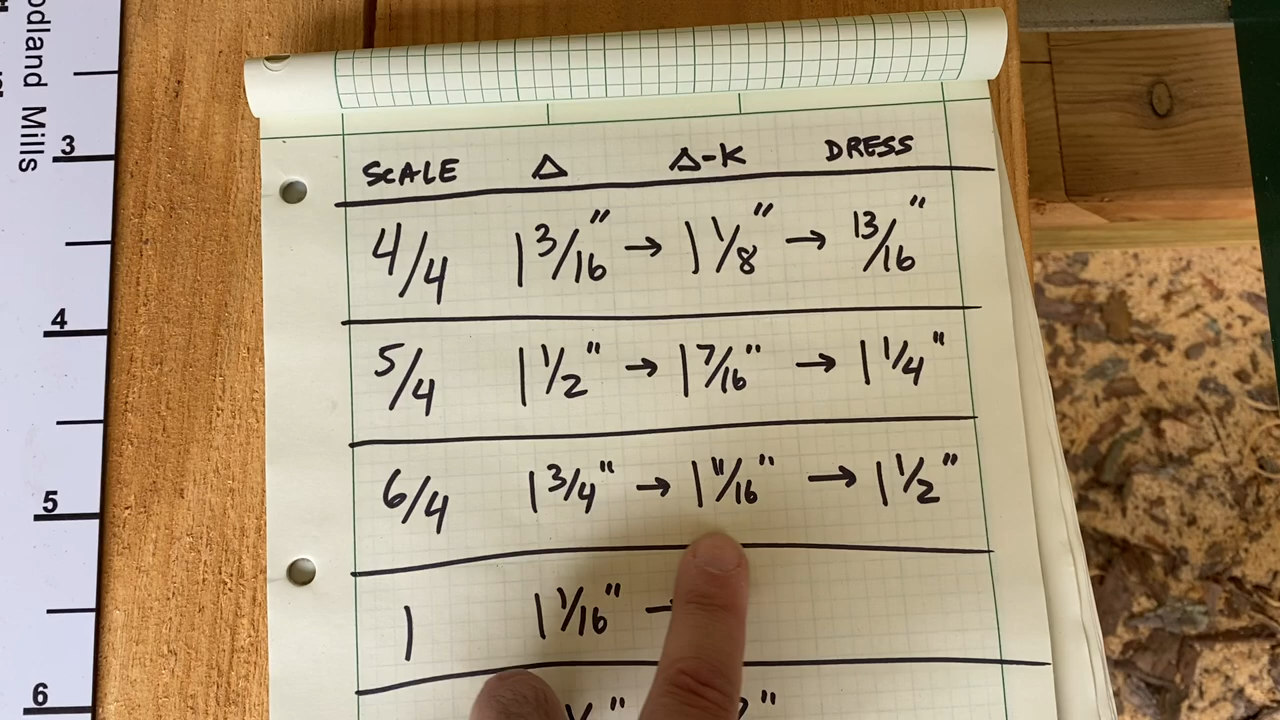 odland Mills
3
4
5
6
SCALE Δ Δ-K DRESS
4/4 1 3/16" → 1 1/8" → 13/16"
5/4 1 1/2" → 1 7/16" → 1 1/4"
6/4 1 3/4" → 1 11/16" → 1 1/2"
1 1 1/16"